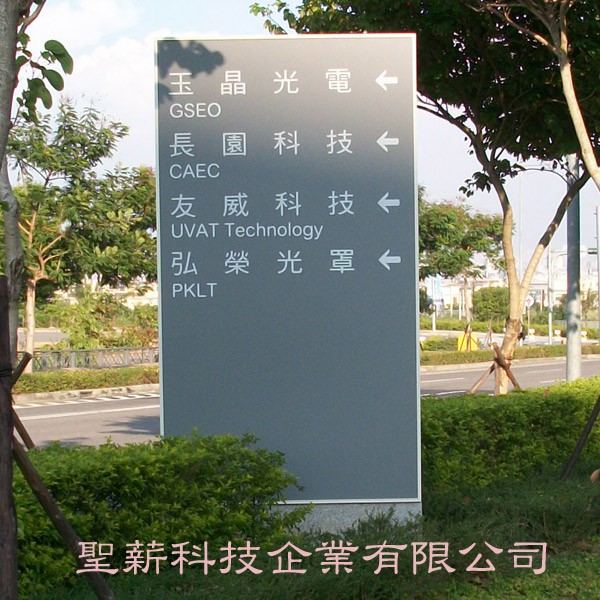 玉晶光電 ←
GSEO
長園科技 ←
CAEC
友威科技 ←
UVAT Technology
弘榮光罩 ←
PKLT
聖薪科技企業有限公司